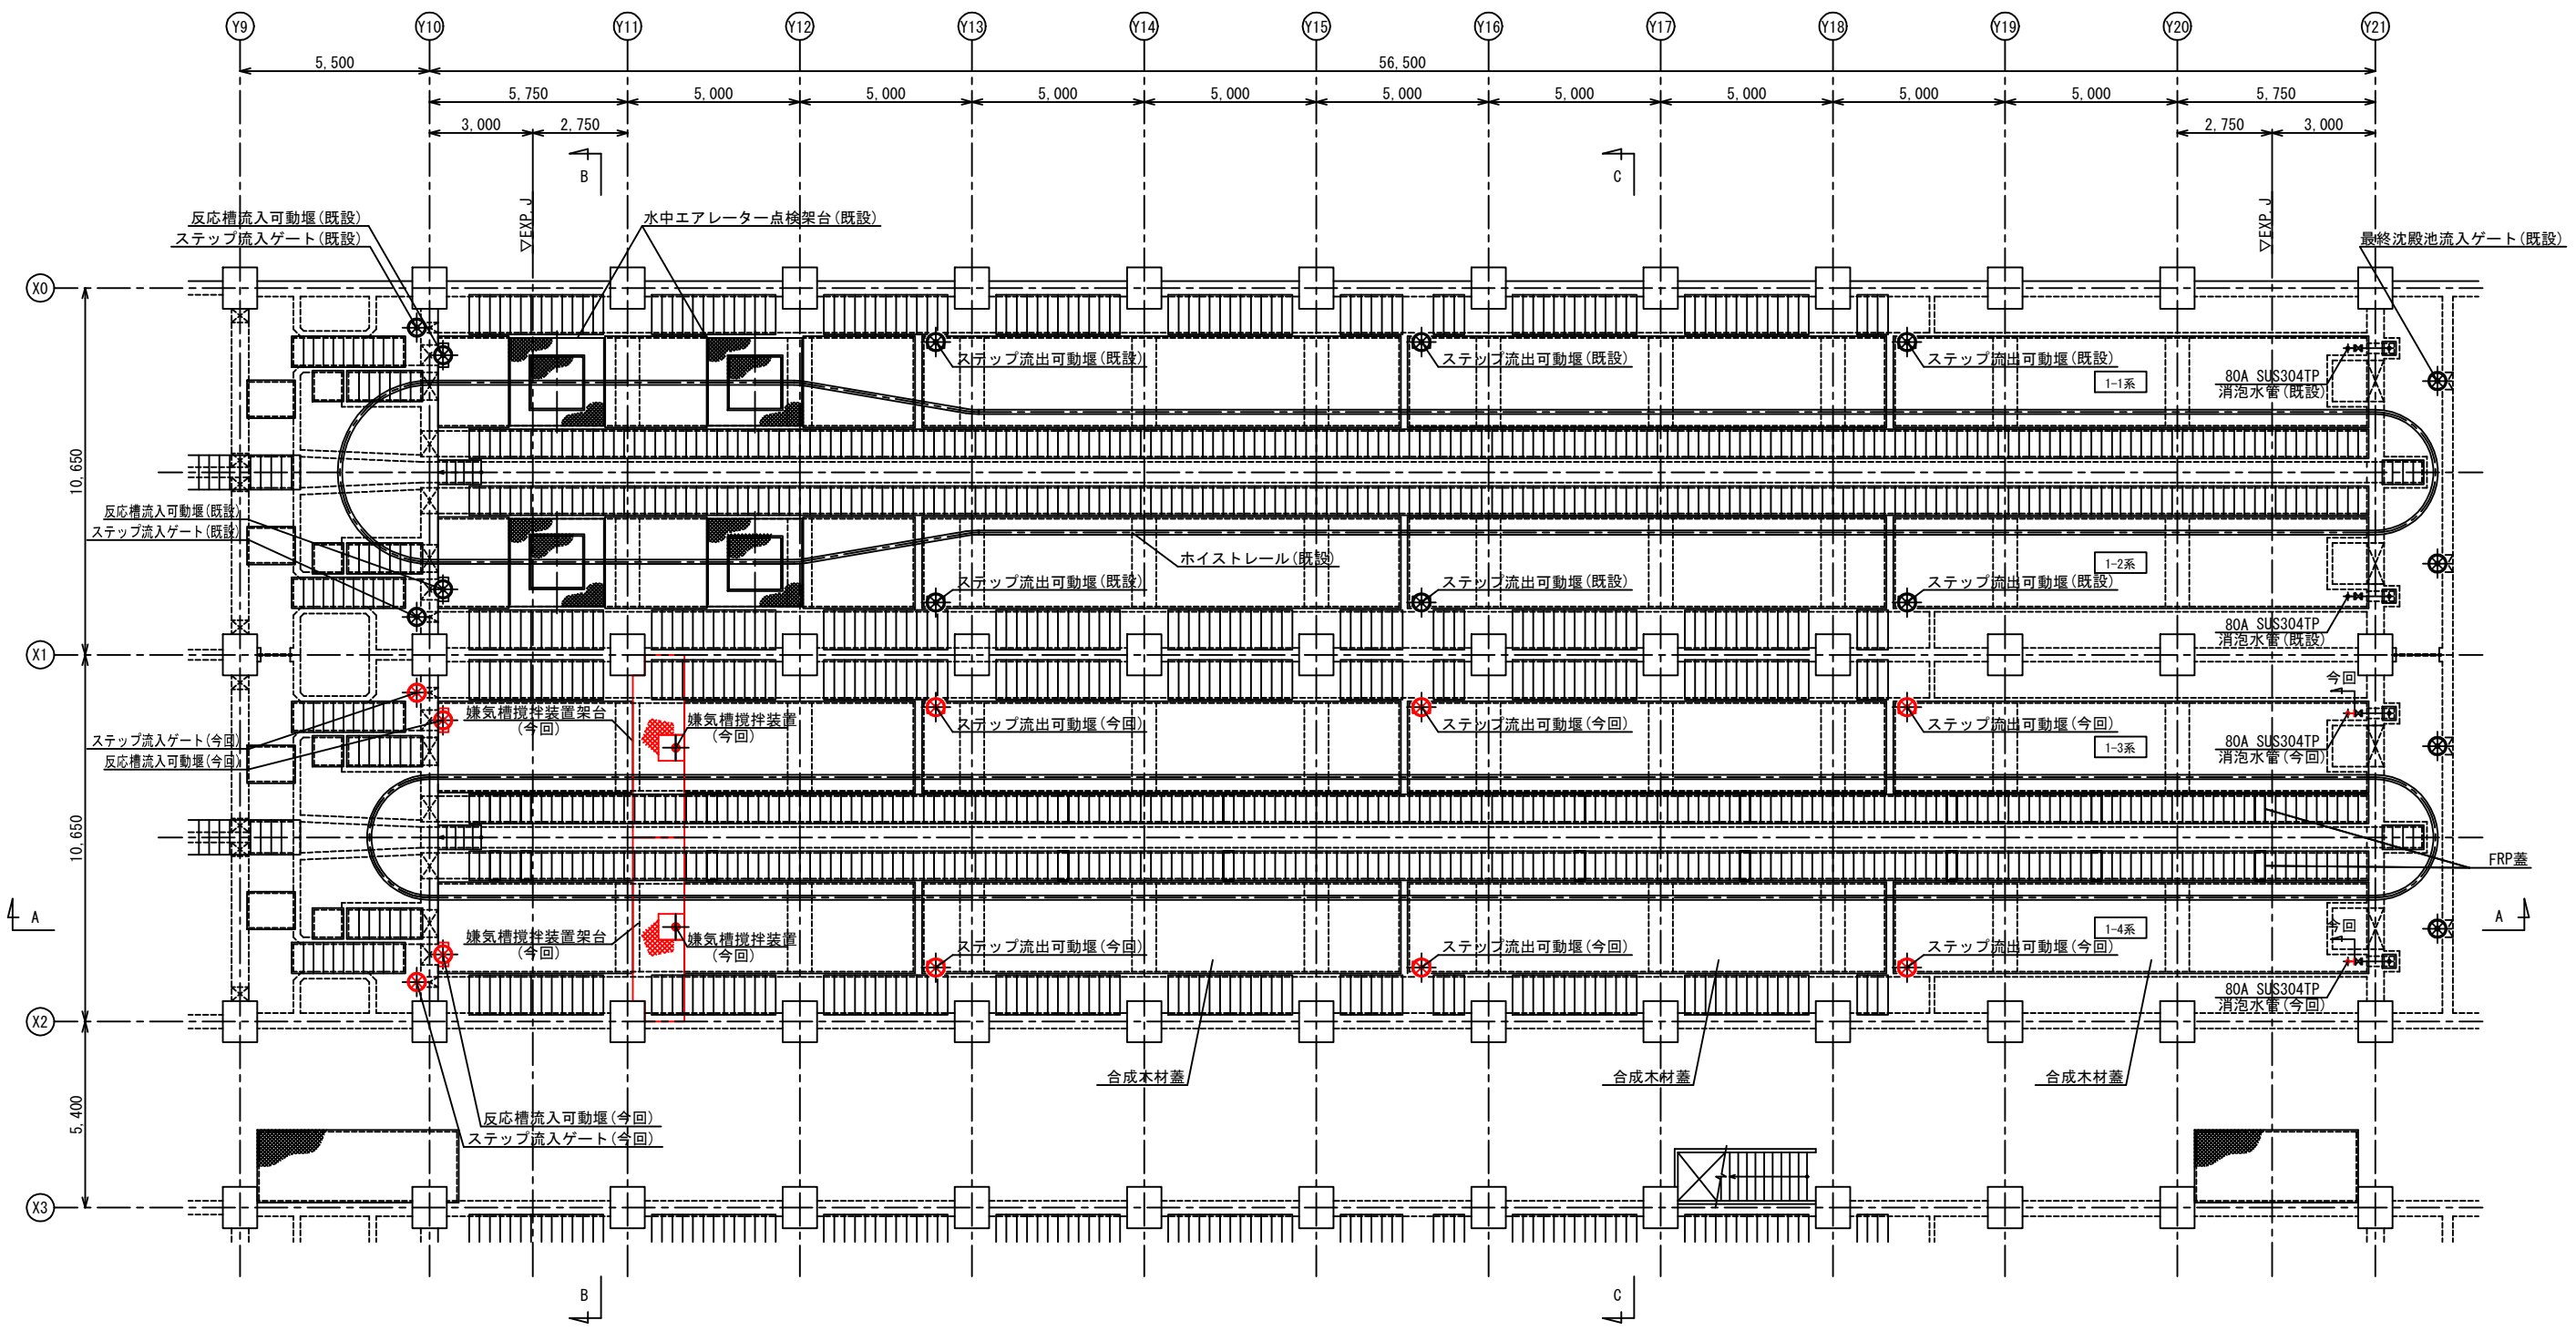 Y9 Y10 Y11 Y12 Y13 Y14 Y15 Y16 Y17 Y18 Y19 Y20 Y21
5,500 56,500
5,750 5,000 5,000 5,000 5,000 5,000 5,000 5,000 5,000 5,000 5,750
3,000 2,750 2,750 3,000
B C
▽EXP.J ▽EXP.J
反応槽流入可動堰(既設) 水中エアレーター点検架台(既設)
ステップ流入ゲート(既設) 最終沈殿池流入ゲート(既設)
X0
ステップ流出可動堰(既設) ステップ流出可動堰(既設) ステップ流出可動堰(既設)
1-1系 80A SUS304TP
消泡水管(既設)
10,650
反応槽流入可動堰(既設)
ステップ流入ゲート(既設)
ホイストレール(既設) 1-2系
ステップ流出可動堰(既設) ステップ流出可動堰(既設) ステップ流出可動堰(既設)
80A SUS304TP
消泡水管(既設)
X1
今回
嫌気槽撹拌装置架台
(今回)
嫌気槽撹拌装置
(今回)
ステップ流出可動堰(今回) ステップ流出可動堰(今回) ステップ流出可動堰(今回)
ステップ流入ゲート(今回)
反応槽流入可動堰(今回)
1-3系 80A SUS304TP
消泡水管(今回)
10,650
FRP蓋
A A
1-4系 今回
嫌気槽撹拌装置架台
(今回)
嫌気槽撹拌装置
(今回)
ステップ流出可動堰(今回) ステップ流出可動堰(今回) ステップ流出可動堰(今回)
80A SUS304TP
消泡水管(今回)
X2
合成木材蓋 合成木材蓋 合成木材蓋
5,400
反応槽流入可動堰(今回)
ステップ流入ゲート(今回)
X3
B C